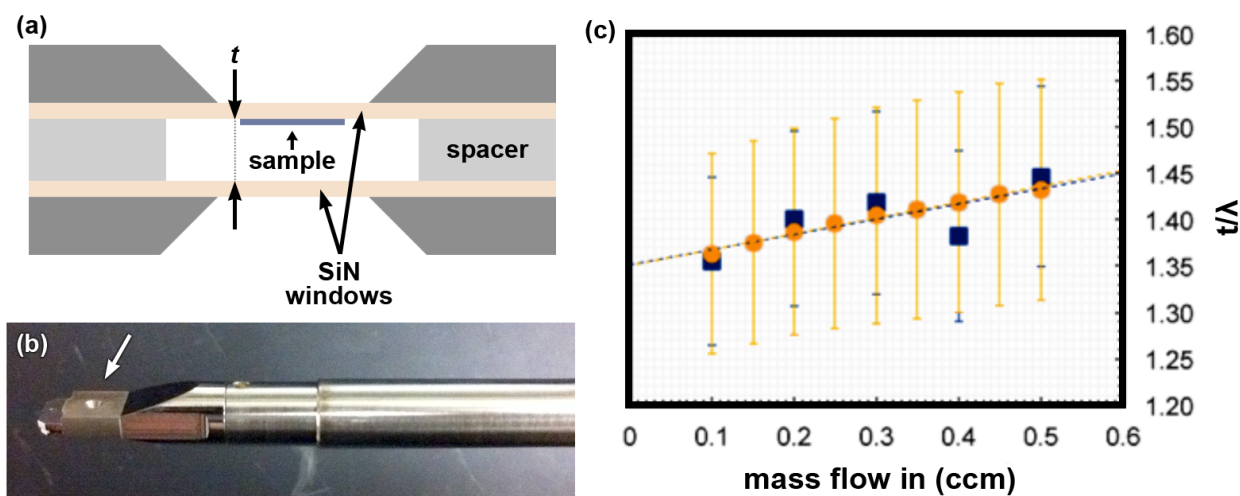 (a)
t
sample
spacer
SiN
windows
(b)
(c)
1.60
1.55
1.50
1.45
1.40
1.35
1.30
1.25
1.20
t/λ
0
0.1
0.2
0.3
0.4
0.5
0.6
mass flow in (ccm)